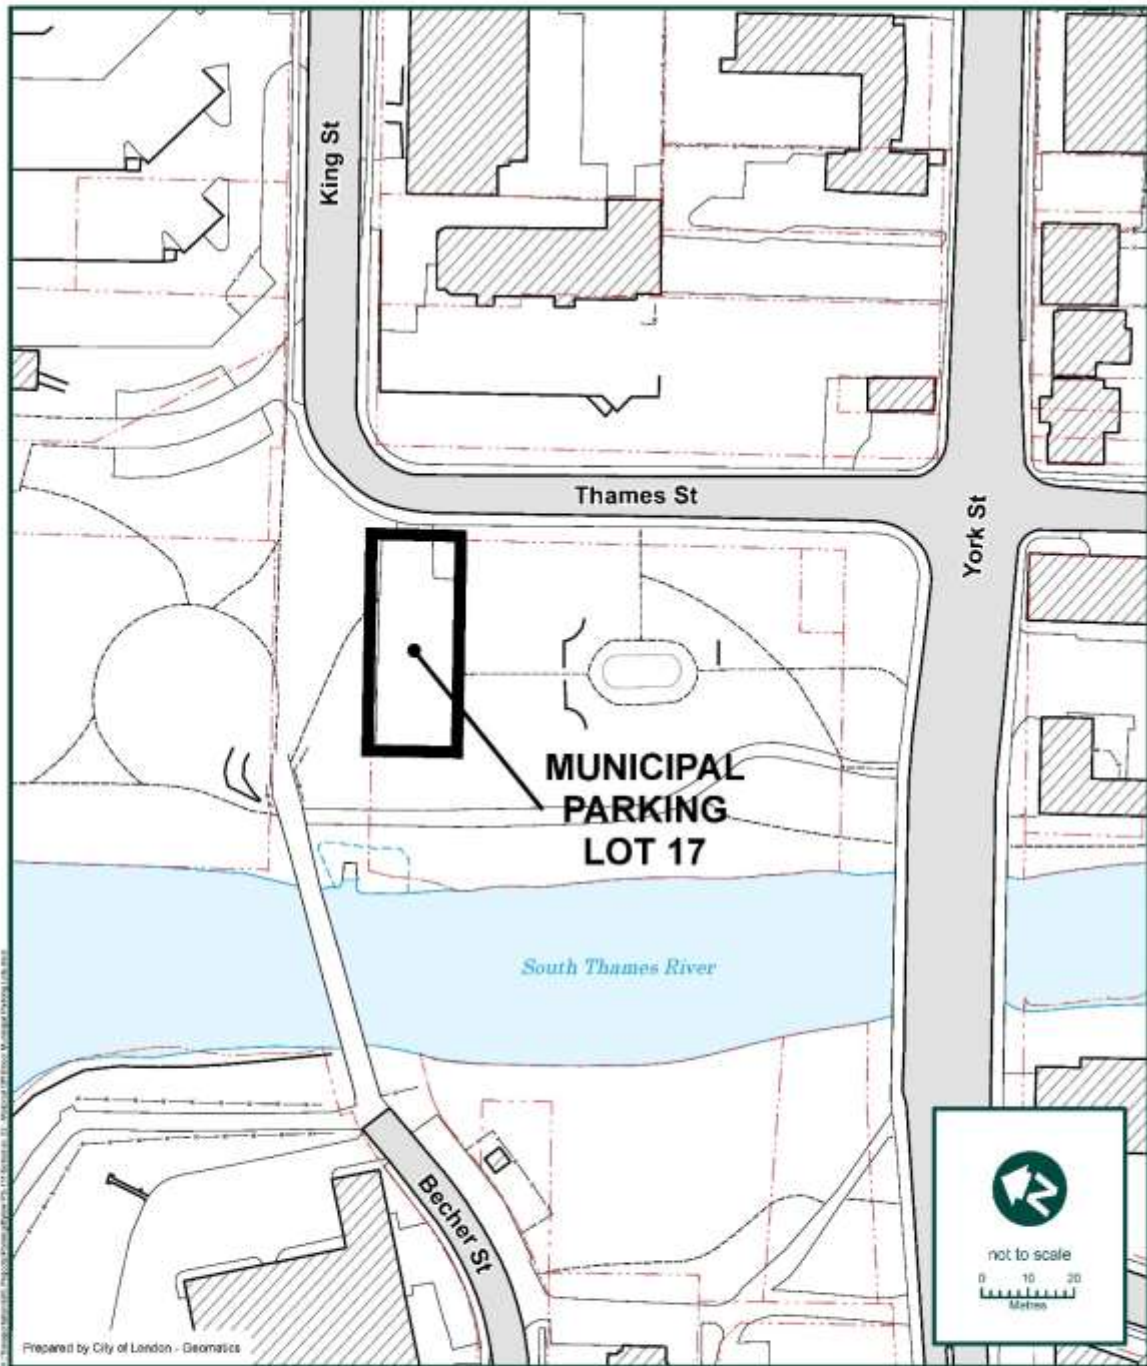 King St
Thames St
York St
MUNICIPAL
PARKING
LOT 17
South Thames River
Becher St
N
not to scale
0 10 20
Metres
Prepared by City of London - Geomatics